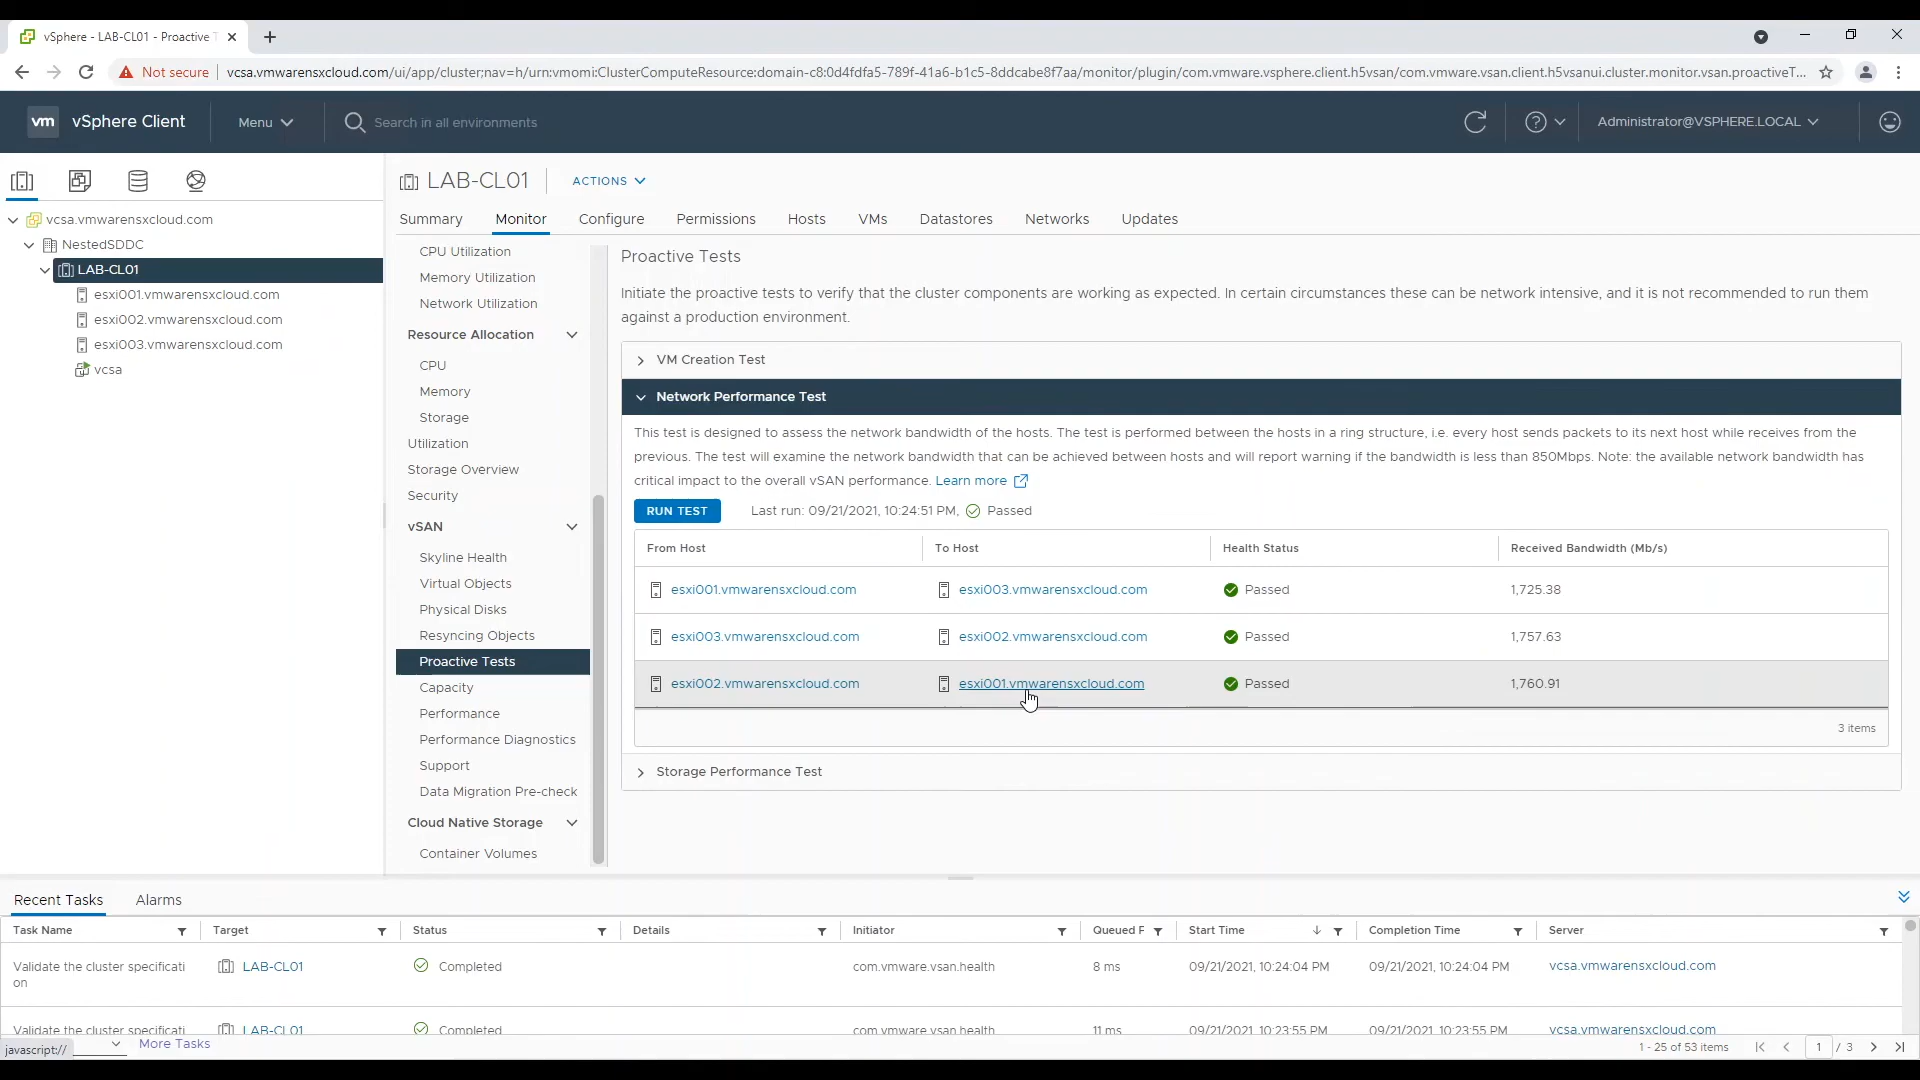 vSphere - LAB-CL01 - Proactive T
Not secure
vcsa.vmwarensxcloud.com/ui/app/cluster;nav=h/urn:vmomi:ClusterComputeResource:domain-c8:0d4fdfa5-789f-41a6-b1c5-8ddcabe8f7aa/monitor/plugin/com.vmware.vsphere.client.h5vsan/com.vmware.vsan.client.h5vsanui.cluster.monitor.vsan.proactiveT...
vm vSphere Client
Menu
Search in all environments
Administrator@VSPHERE.LOCAL
vcsa.vmwarensxcloud.com
NestedSDDC
LAB-CL01
esxi001.vmwarensxcloud.com
esxi002.vmwarensxcloud.com
esxi003.vmwarensxcloud.com
vcsa
LAB-CL01
ACTIONS
Summary Monitor Configure Permissions Hosts VMs Datastores Networks Updates
CPU Utilization
Memory Utilization
Network Utilization
Resource Allocation
CPU
Memory
Storage
Utilization
Storage Overview
Security
vSAN
Skyline Health
Virtual Objects
Physical Disks
Resyncing Objects
Proactive Tests
Capacity
Performance
Performance Diagnostics
Support
Data Migration Pre-check
Cloud Native Storage
Container Volumes
Proactive Tests
Initiate the proactive tests to verify that the cluster components are working as expected. In certain circumstances these can be network intensive, and it is not recommended to run them
against a production environment.
VM Creation Test
Network Performance Test
This test is designed to assess the network bandwidth of the hosts. The test is performed between the hosts in a ring structure, i.e. every host sends packets to its next host while receives from the
previous. The test will examine the network bandwidth that can be achieved between hosts and will report warning if the bandwidth is less than 850Mbps. Note: the available network bandwidth has
critical impact to the overall vSAN performance. Learn more
RUN TEST Last run: 09/21/2021, 10:24:51 PM, Passed
From Host To Host Health Status Received Bandwidth (Mb/s)
esxi001.vmwarensxcloud.com esxi003.vmwarensxcloud.com Passed 1,725.38
esxi003.vmwarensxcloud.com esxi002.vmwarensxcloud.com Passed 1,757.63
esxi002.vmwarensxcloud.com esxi001.vmwarensxcloud.com Passed 1,760.91
3 items
Storage Performance Test
Recent Tasks Alarms
Task Name Target Status Details Initiator Queued F Start Time Completion Time Server
Validate the cluster specificati LAB-CL01 Completed com.vmware.vsan.health 8 ms 09/21/2021, 10:24:04 PM 09/21/2021, 10:24:04 PM vcsa.vmwarensxcloud.com
on
Validate the cluster specificati LAB-CL01 Completed com.vmware.vsan.health 11 ms 09/21/2021, 10:23:55 PM 09/21/2021, 10:23:55 PM vcsa.vmwarensxcloud.com
javascript:// More Tasks 1 - 25 of 53 items 1 / 3